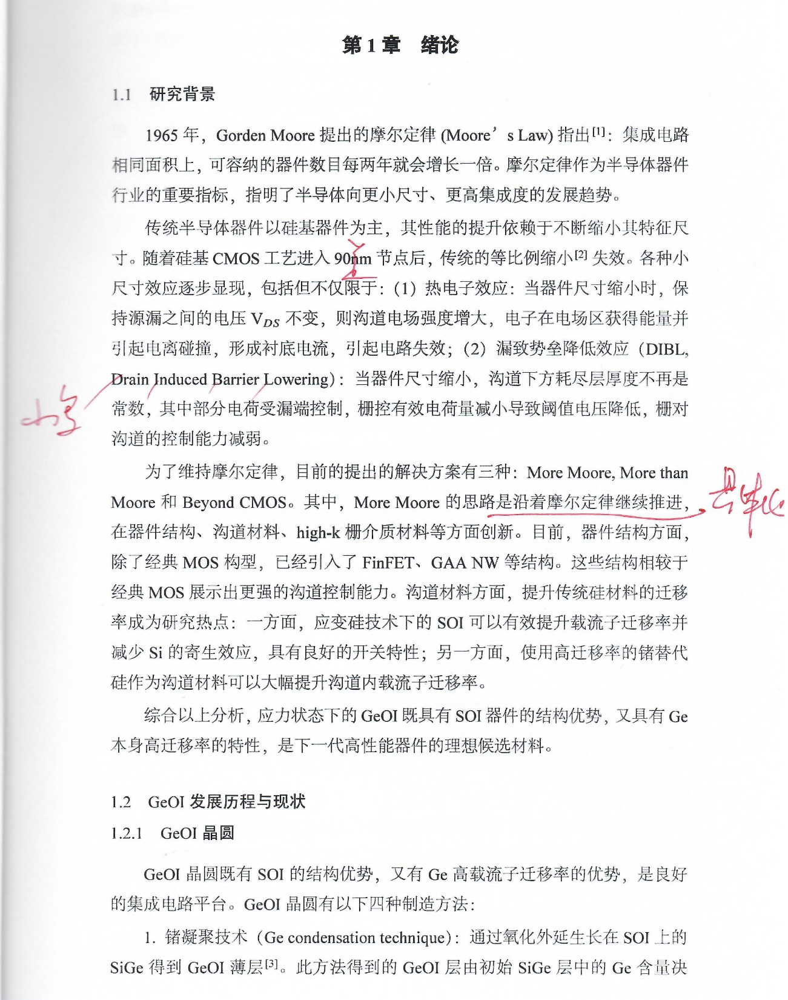 第 1 章 绪论
1.1 研究背景
1965 年，Gorden Moore 提出的摩尔定律 (Moore’s Law) 指出[1]：集成电路
相同面积上，可容纳的器件数目每两年就会增长一倍。摩尔定律作为半导体器件
行业的重要指标，指明了半导体向更小尺寸、更高集成度的发展趋势。
传统半导体器件以硅基器件为主，其性能的提升依赖于不断缩小其特征尺
寸。随着硅基 CMOS 工艺进入 90nm 节点后，传统的等比例缩小[2] 失效。各种小
尺寸效应逐步显现，包括但不仅限于：（1）热电子效应：当器件尺寸缩小时，保
持源漏之间的电压 VDS 不变，则沟道电场强度增大，电子在电场区获得能量并
引起电离碰撞，形成衬底电流，引起电路失效；（2）漏致势垒降低效应（DIBL,
Drain Induced Barrier Lowering）：当器件尺寸缩小，沟道下方耗尽层厚度不再是
小写
常数，其中部分电荷受漏端控制，栅控有效电荷量减小导致阈值电压降低，栅对
沟道的控制能力减弱。
为了维持摩尔定律，目前的提出的解决方案有三种：More Moore, More than
Moore 和 Beyond CMOS。其中，More Moore 的思路是沿着摩尔定律继续推进，
具体化
在器件结构、沟道材料、high-k 栅介质材料等方面创新。目前，器件结构方面，
除了经典 MOS 构型，已经引入了 FinFET、GAA NW 等结构。这些结构相较于
经典 MOS 展示出更强的沟道控制能力。沟道材料方面，提升传统硅材料的迁移
率成为研究热点：一方面，应变硅技术下的 SOI 可以有效提升载流子迁移率并
减少 Si 的寄生效应，具有良好的开关特性；另一方面，使用高迁移率的锗替代
硅作为沟道材料可以大幅提升沟道内载流子迁移率。
综合以上分析，应力状态下的 GeOI 既具有 SOI 器件的结构优势，又具有 Ge
本身高迁移率的特性，是下一代高性能器件的理想候选材料。
1.2 GeOI 发展历程与现状
1.2.1 GeOI 晶圆
GeOI 晶圆既有 SOI 的结构优势，又有 Ge 高载流子迁移率的优势，是良好
的集成电路平台。GeOI 晶圆有以下四种制造方法：
1. 锗凝聚技术（Ge condensation technique）：通过氧化外延生长在 SOI 上的
SiGe 得到 GeOI 薄层[3]。此方法得到的 GeOI 层由初始 SiGe 层中的 Ge 含量决